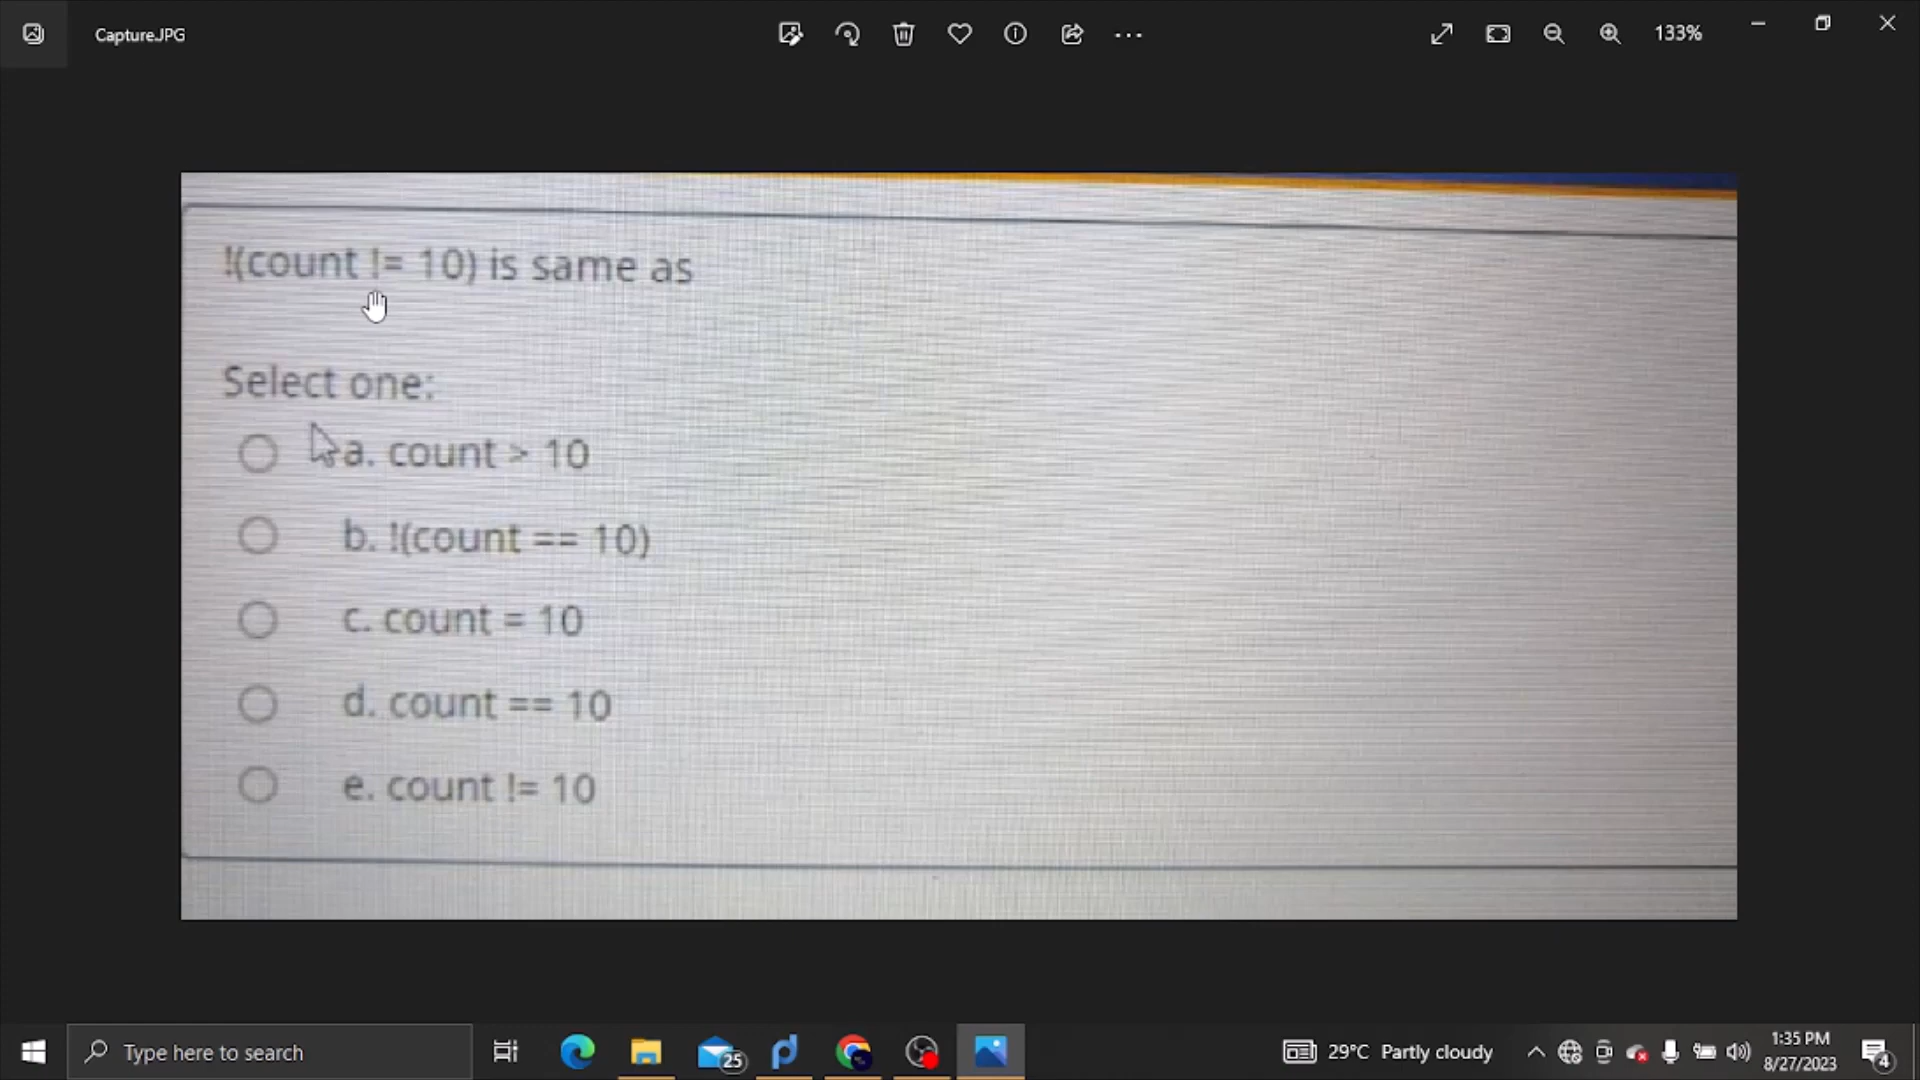 Capture.JPG
133%
!(count != 10) is same as
Select one:
a. count > 10
b. !(count == 10)
c. count = 10
d. count == 10
e. count != 10
Type here to search
25
29°C Partly cloudy
1:35 PM
8/27/2023
4